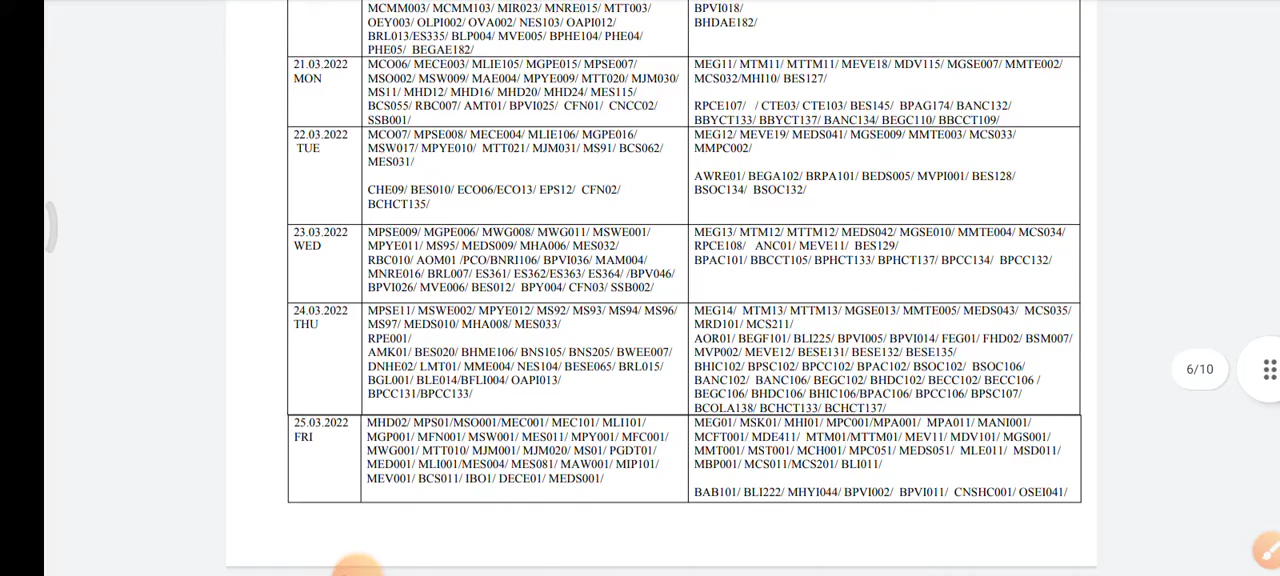 MCMM003/ MCMM103/ MIR023/ MNRE015/ MTT003/
OEY003/ OLPI002/ OVA002/ NES103/ OAPI012/
BRL013/ES335/ BLP004/ MVE005/ BPHE104/ PHE04/
PHE05/ BEGAE182/
BPVI018/
BHDAE182/
21.03.2022
MON
MCO06/ MECE003/ MLIE105/ MGPE015/ MPSE007/
MSO002/ MSW009/ MAE004/ MPYE009/ MTT020/ MJM030/
MS11/ MHD12/ MHD16/ MHD20/ MHD24/ MES115/
BCS055/ RBC007/ AMT01/ BPVI025/ CFN01/ CNCC02/
SSB001/
MEG11/ MTM11/ MTTM11/ MEVE18/ MDV115/ MGSE007/ MMTE002/
MCS032/MHI10/ BES127/
RPCE107/ / CTE03/ CTE103/ BES145/ BPAG174/ BANC132/
BBYCT133/ BBYCT137/ BANC134/ BEGC110/ BBCCT109/
22.03.2022
TUE
MCO07/ MPSE008/ MECE004/ MLIE106/ MGPE016/
MSW017/ MPYE010/ MTT021/ MJM031/ MS91/ BCS062/
MES031/
CHE09/ BES010/ ECO06/ECO13/ EPS12/ CFN02/
BCHCT135/
MEG12/ MEVE19/ MEDS041/ MGSE009/ MMTE003/ MCS033/
MMPC002/
AWRE01/ BEGA102/ BRPA101/ BEDS005/ MVPI001/ BES128/
BSOC134/ BSOC132/
23.03.2022
WED
MPSE009/ MGPE006/ MWG008/ MWG011/ MSWE001/
MPYE011/ MS95/ MEDS009/ MHA006/ MES032/
RBC010/ AOM01 /PCO/BNRI106/ BPVI036/ MAM004/
MNRE016/ BRL007/ ES361/ ES362/ES363/ ES364/ /BPV046/
BPVI026/ MVE006/ BES012/ BPY004/ CFN03/ SSB002/
MEG13/ MTM12/ MTTM12/ MEDS042/ MGSE010/ MMTE004/ MCS034/
RPCE108/ ANC01/ MEVE11/ BES129/
BPAC101/ BBCCT105/ BPHCT133/ BPHCT137/ BPCC134/ BPCC132/
24.03.2022
THU
MPSE11/ MSWE002/ MPYE012/ MS92/ MS93/ MS94/ MS96/
MS97/ MEDS010/ MHA008/ MES033/
RPE001/
AMK01/ BES020/ BHME106/ BNS105/ BNS205/ BWEE007/
DNHE02/ LMT01/ MME004/ NES104/ BESE065/ BRL015/
BGL001/ BLE014/BFLI004/ OAPI013/
BPCC131/BPCC133/
MEG14/ MTM13/ MTTM13/ MGSE013/ MMTE005/ MEDS043/ MCS035/
MRD101/ MCS211/
AOR01/ BEGF101/ BLI225/ BPVI005/ BPVI014/ FEG01/ FHD02/ BSM007/
MVP002/ MEVE12/ BESE131/ BESE132/ BESE135/
BHIC102/ BPSC102/ BPCC102/ BPAC102/ BSOC102/ BSOC106/
BANC102/ BANC106/ BEGC102/ BHDC102/ BECC102/ BECC106 /
BEGC106/ BHDC106/ BHIC106/BPAC106/ BPCC106/ BPSC107/
BCOLA138/ BCHCT133/ BCHCT137/
25.03.2022
FRI
MHD02/ MPS01/MSO001/MEC001/ MEC101/ MLI101/
MGP001/ MFN001/ MSW001/ MES011/ MPY001/ MFC001/
MWG001/ MTT010/ MJM001/ MJM020/ MS01/ PGDT01/
MED001/ MLI001/MES004/ MES081/ MAW001/ MIP101/
MEV001/ BCS011/ IBO1/ DECE01/ MEDS001/
MEG01/ MSK01/ MHI01/ MPC001/MPA001/ MPA011/ MANI001/
MCFT001/ MDE411/ MTM01/MTTM01/ MEV11/ MDV101/ MGS001/
MMT001/ MST001/ MCH001/ MPC051/ MEDS051/ MLE011/ MSD011/
MBP001/ MCS011/MCS201/ BLI011/
BAB101/ BLI222/ MHYI044/ BPVI002/ BPVI011/ CNSHC001/ OSEI041/
6/10